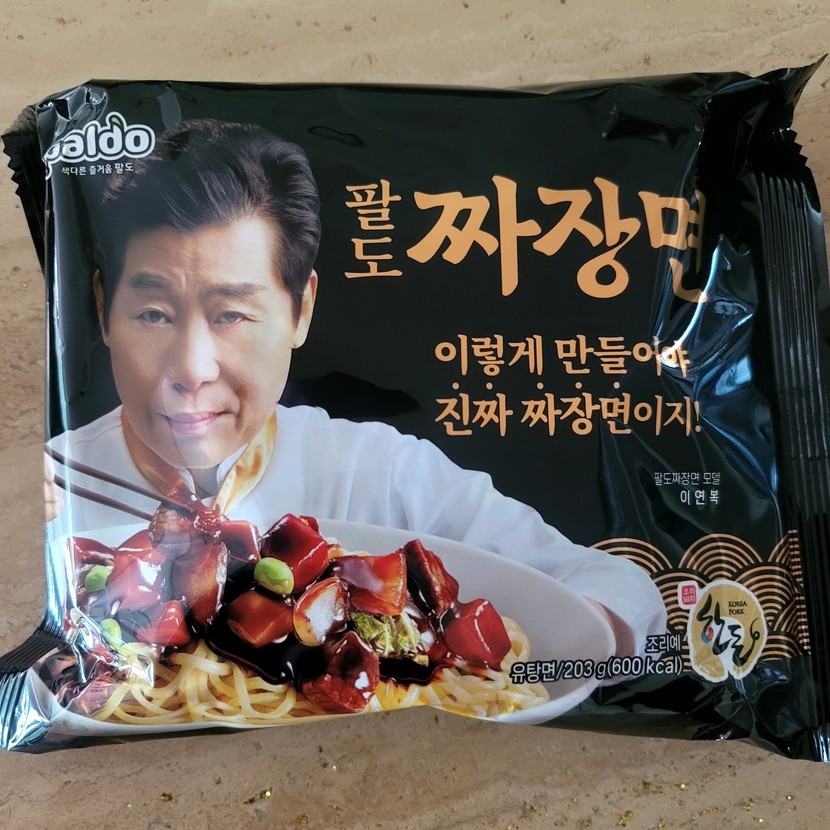 paldo
색다른 즐거움 팔도
팔도 짜장면
이렇게 만들어야
진짜 짜장면이지!
팔도짜장면 모델
이연복
KOREA
PORK
한돈
조리예
유탕면/203 g(600 kcal)